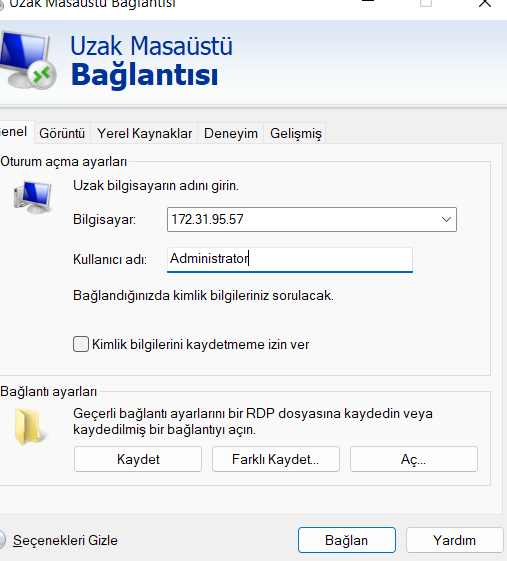 Uzak Masaüstü Bağlantısı
Uzak Masaüstü
Bağlantısı
Genel Görüntü Yerel Kaynaklar Deneyim Gelişmiş
Oturum açma ayarları
Uzak bilgisayarın adını girin.
Bilgisayar: 172.31.95.57
Kullanıcı adı: Administrator
Bağlandığınızda kimlik bilgileriniz sorulacak.
Kimlik bilgilerini kaydetmeme izin ver
Bağlantı ayarları
Geçerli bağlantı ayarlarını bir RDP dosyasına kaydedin veya
kaydedilmiş bir bağlantıyı açın.
Kaydet Farklı Kaydet... Aç...
Seçenekleri Gizle Bağlan Yardım